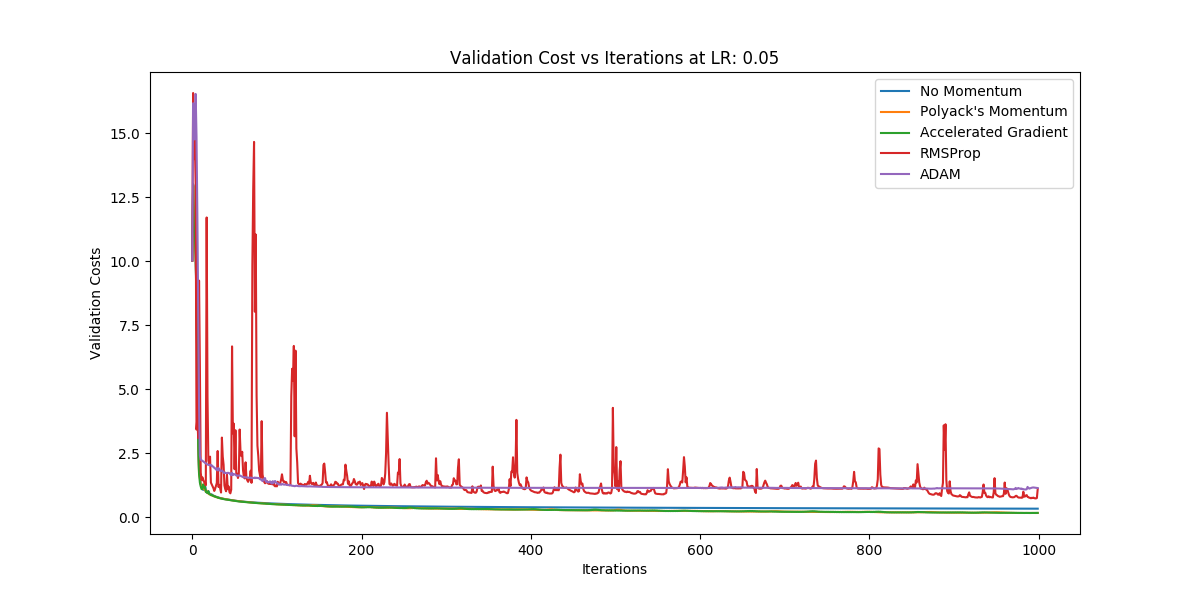 Validation Cost vs Iterations at LR: 0.05
No Momentum
Polyack's Momentum
Accelerated Gradient
RMSProp
ADAM
Validation Costs
15.0
12.5
10.0
7.5
5.0
2.5
0.0
0 200 400 600 800 1000
Iterations